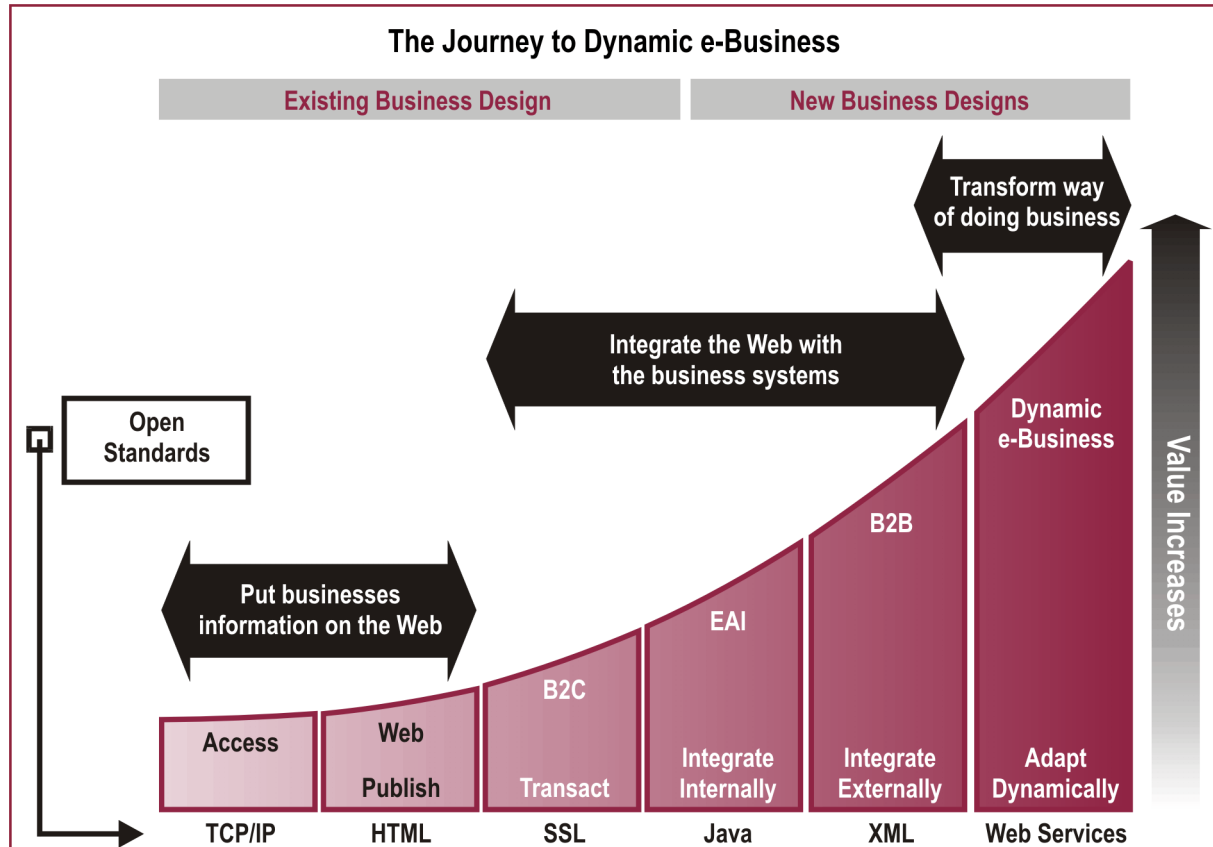 The Journey to Dynamic e-Business
Existing Business Design
New Business Designs
Transform way
of doing business
Integrate the Web with
the business systems
Open
Standards
Put businesses
information on the Web
Value Increases
Access
Web
Publish
B2C
Transact
EAI
Integrate
Internally
B2B
Integrate
Externally
Dynamic
e-Business
Adapt
Dynamically
TCP/IP
HTML
SSL
Java
XML
Web Services